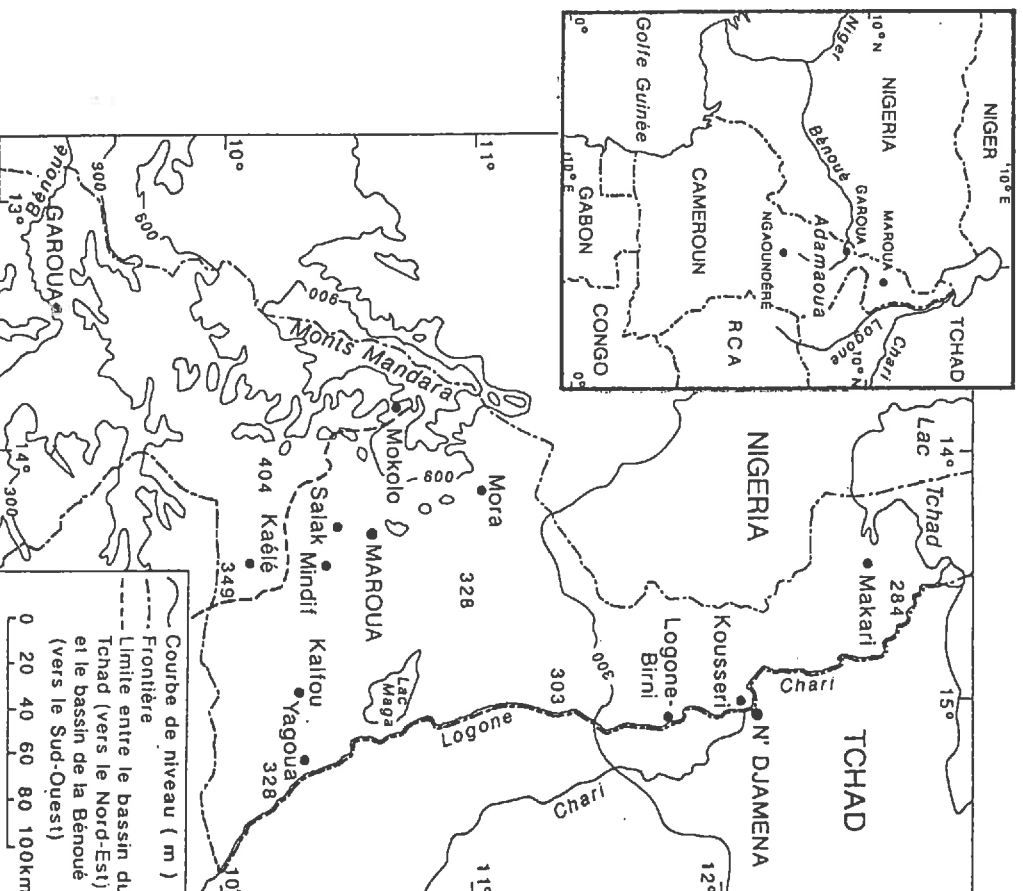 NIGER
10° E
TCHAD
10° N
NIGERIA
Niger
Bénoué
GAROUA
MAROUA
Adamaoua
NGAOUNDÉRÉ
Logone
Chari
10° N
Golfe Guinée
CAMEROUN
RCA
0°
10° E
GABON
CONGO
0°
14°
15°
Lac Tchad
284
Makari
TCHAD
NIGERIA
Chari
Kousseri
N' DJAMENA
Logone-
Birni
12°
300
303
Logone
Chari
11°
11°
Mora
328
800
Mokolo
Monts Mandara
900
MAROUA
Lac
Maga
Salak
Mindif
Kalfou
Yagoua
328
404
Kaélé
349
10°
10°
600
300
Bénoué
GAROUA
13°
14°
300
Courbe de niveau ( m )
Frontière
Limite entre le bassin du
Tchad (vers le Nord-Est)
et le bassin de la Bénoué
(vers le Sud-Ouest)
0 20 40 60 80 100km